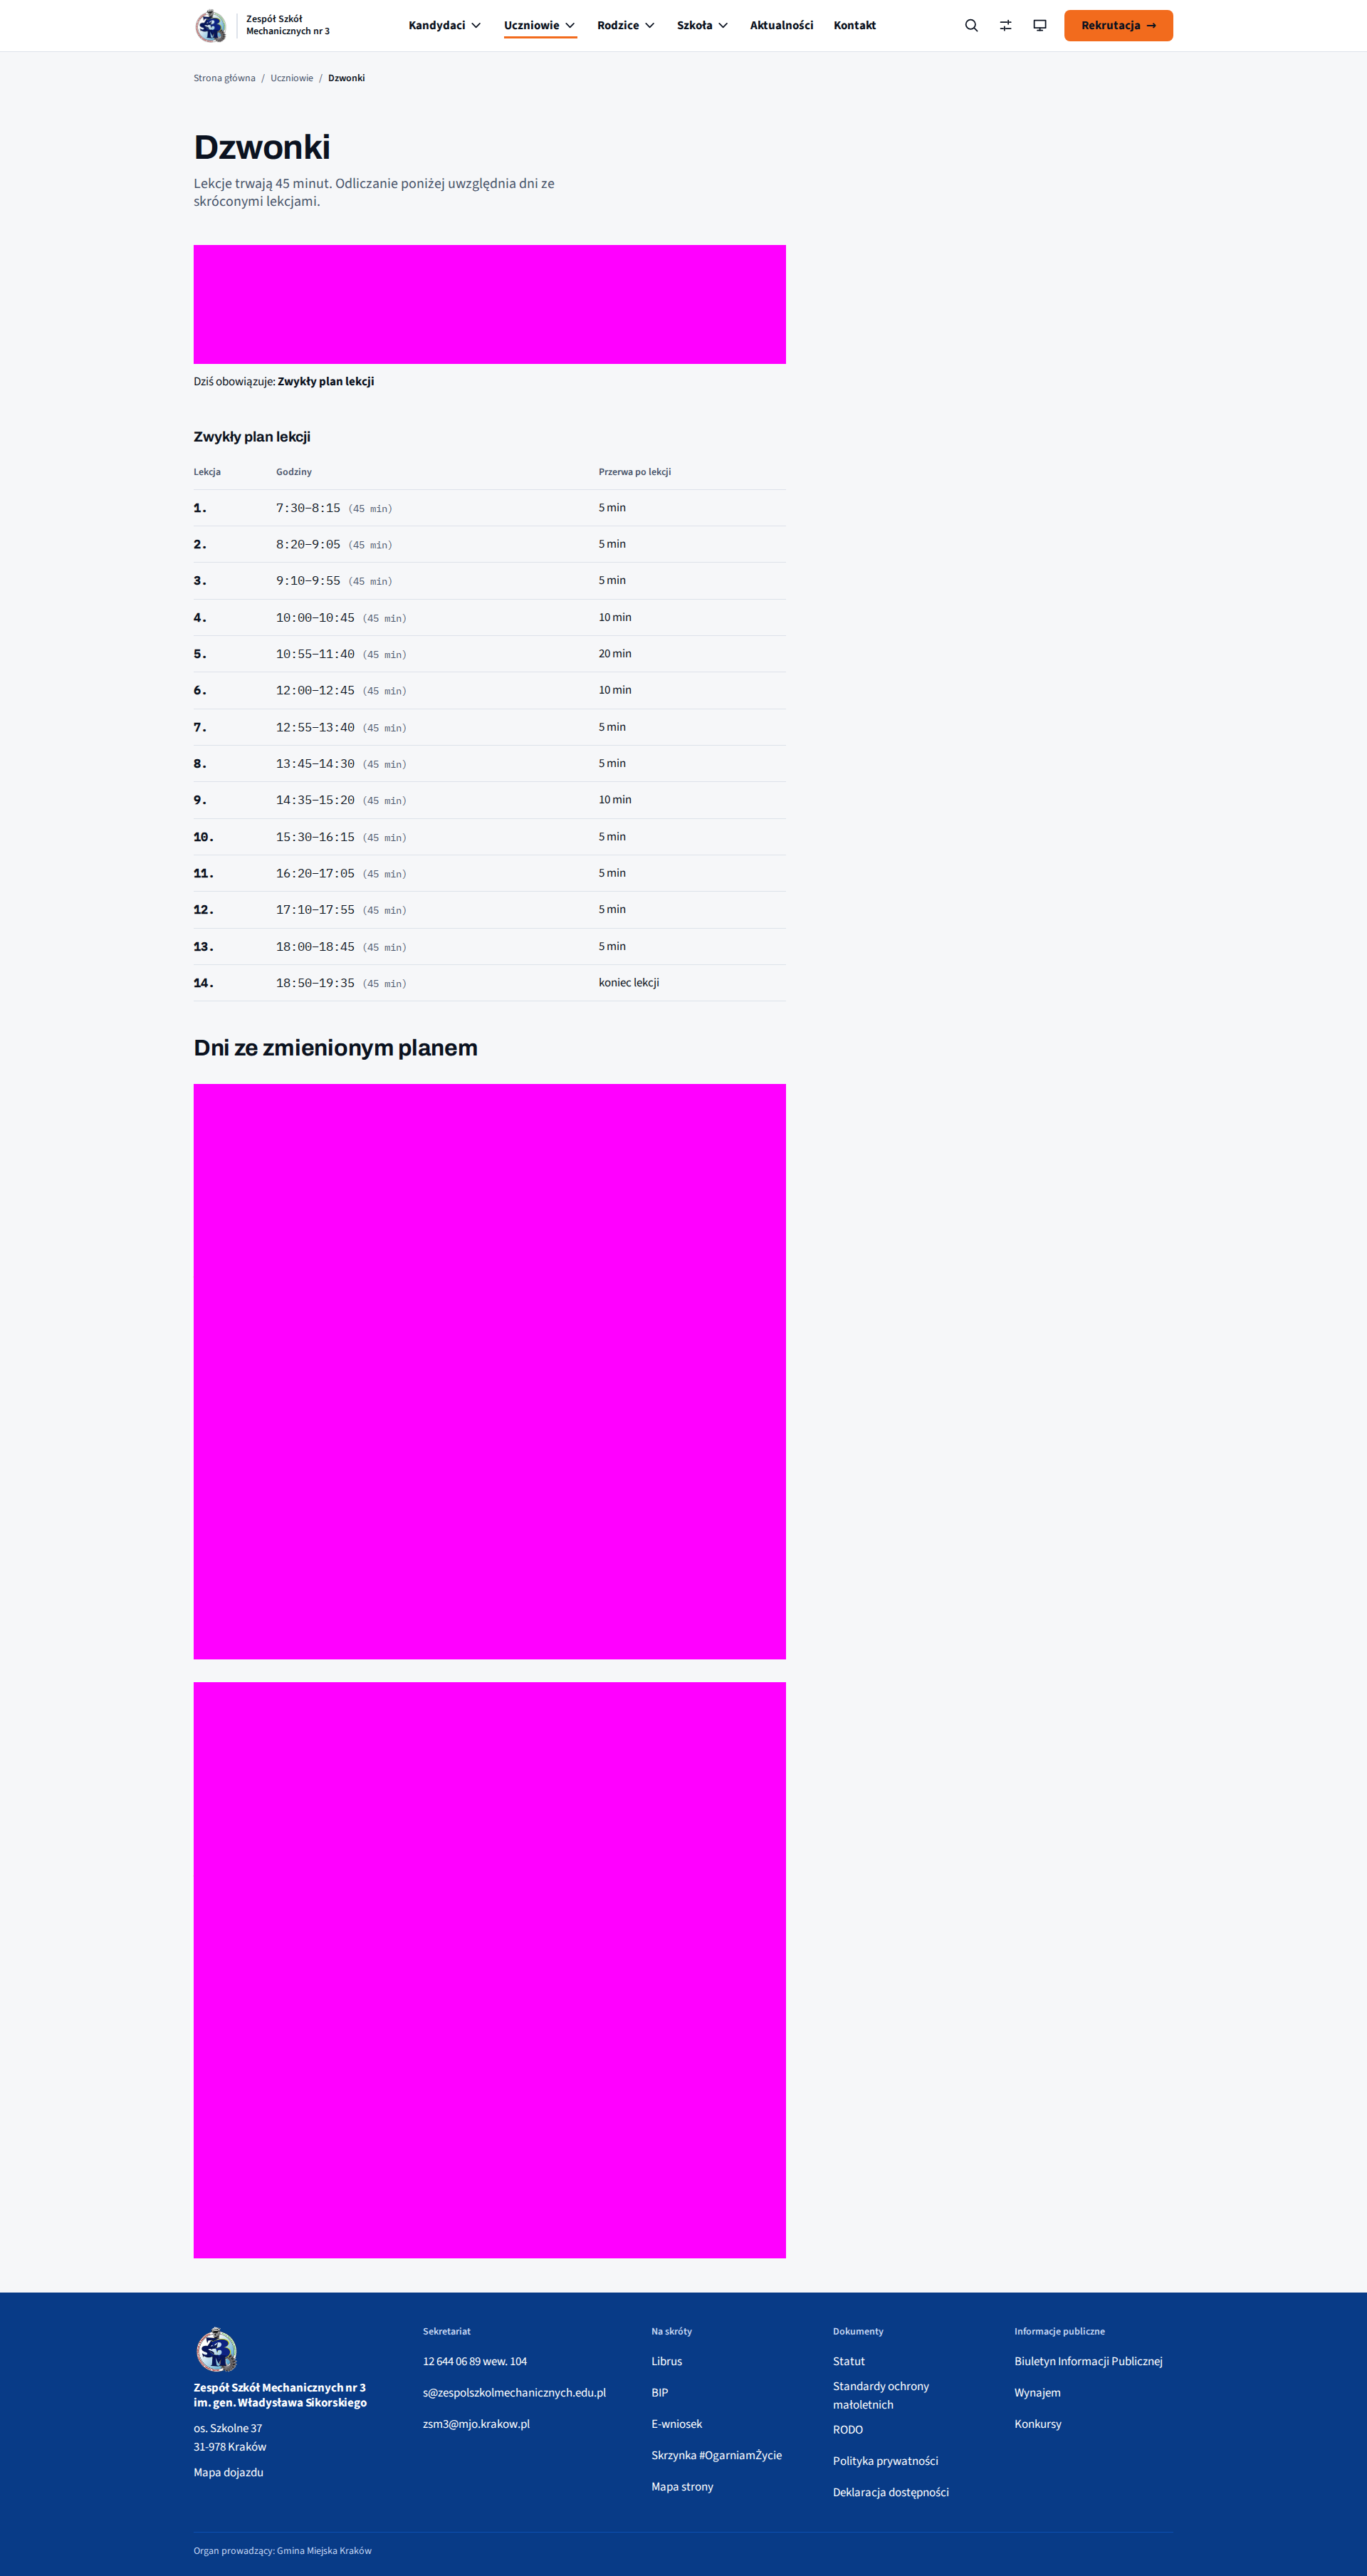 Zespół Szkół
Mechanicznych nr 3
Kandydaci
Uczniowie
Rodzice
Szkoła
Aktualności
Kontakt
Rekrutacja →
Strona główna / Uczniowie / Dzwonki
Dzwonki
Lekcje trwają 45 minut. Odliczanie poniżej uwzględnia dni ze
skróconymi lekcjami.
Dziś obowiązuje: Zwykły plan lekcji
Zwykły plan lekcji
Lekcja Godziny Przerwa po lekcji
1. 7:30–8:15 (45 min) 5 min
2. 8:20–9:05 (45 min) 5 min
3. 9:10–9:55 (45 min) 5 min
4. 10:00–10:45 (45 min) 10 min
5. 10:55–11:40 (45 min) 20 min
6. 12:00–12:45 (45 min) 10 min
7. 12:55–13:40 (45 min) 5 min
8. 13:45–14:30 (45 min) 5 min
9. 14:35–15:20 (45 min) 10 min
10. 15:30–16:15 (45 min) 5 min
11. 16:20–17:05 (45 min) 5 min
12. 17:10–17:55 (45 min) 5 min
13. 18:00–18:45 (45 min) 5 min
14. 18:50–19:35 (45 min) koniec lekcji
Dni ze zmienionym planem
Zespół Szkół Mechanicznych nr 3
im. gen. Władysława Sikorskiego
os. Szkolne 37
31-978 Kraków
Mapa dojazdu
Sekretariat
12 644 06 89 wew. 104
s@zespolszkolmechanicznych.edu.pl
zsm3@mjo.krakow.pl
Na skróty
Librus
BIP
E-wniosek
Skrzynka #OgarniamŻycie
Mapa strony
Dokumenty
Statut
Standardy ochrony
małoletnich
RODO
Polityka prywatności
Deklaracja dostępności
Informacje publiczne
Biuletyn Informacji Publicznej
Wynajem
Konkursy
Organ prowadzący: Gmina Miejska Kraków